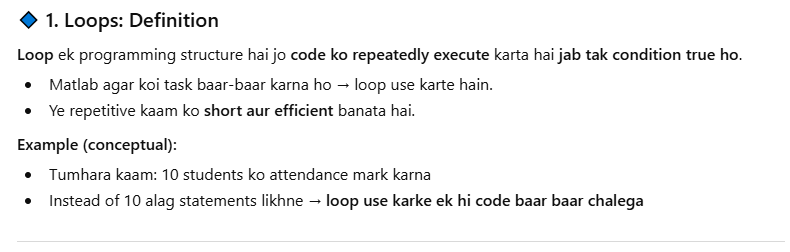 1. Loops: Definition
Loop ek programming structure hai jo code ko repeatedly execute karta hai jab tak condition true ho.
• Matlab agar koi task baar-baar karna ho → loop use karte hain.
• Ye repetitive kaam ko short aur efficient banata hai.
Example (conceptual):
• Tumhara kaam: 10 students ko attendance mark karna
• Instead of 10 alag statements likhne → loop use karke ek hi code baar baar chalega